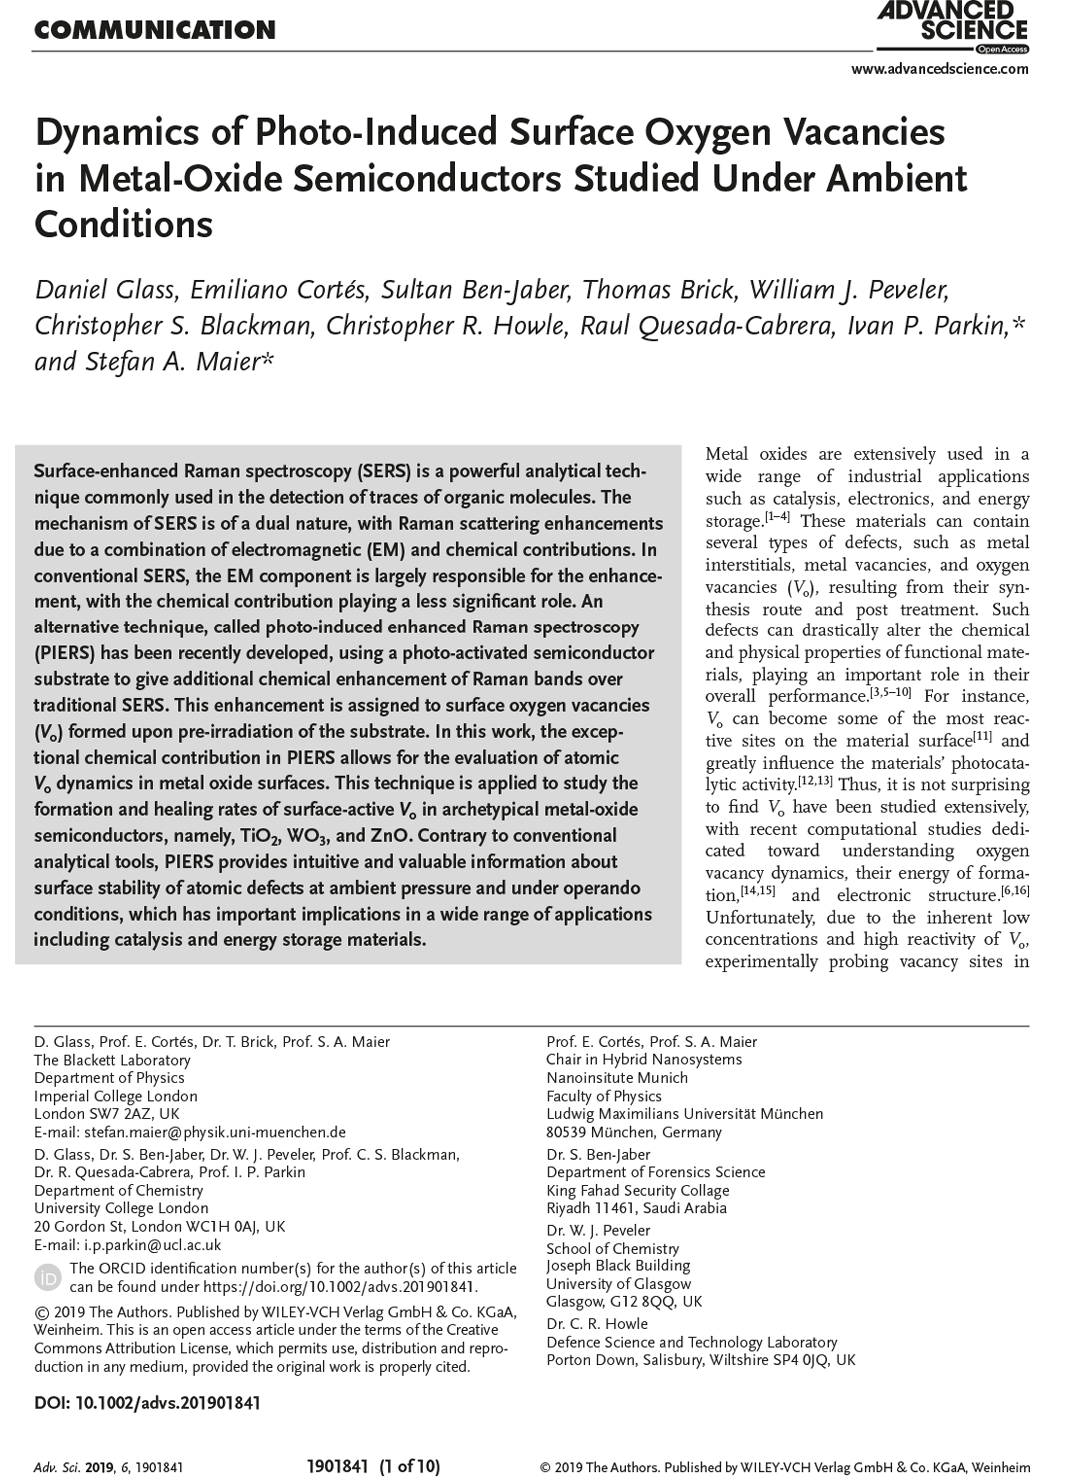 COMMUNICATION
ADVANCED
SCIENCE
Open Access
www.advancedscience.com
Dynamics of Photo-Induced Surface Oxygen Vacancies
in Metal-Oxide Semiconductors Studied Under Ambient
Conditions
Daniel Glass, Emiliano Cortés, Sultan Ben-Jaber, Thomas Brick, William J. Peveler,
Christopher S. Blackman, Christopher R. Howle, Raul Quesada-Cabrera, Ivan P. Parkin,*
and Stefan A. Maier*
Surface-enhanced Raman spectroscopy (SERS) is a powerful analytical tech-
nique commonly used in the detection of traces of organic molecules. The
mechanism of SERS is of a dual nature, with Raman scattering enhancements
due to a combination of electromagnetic (EM) and chemical contributions. In
conventional SERS, the EM component is largely responsible for the enhance-
ment, with the chemical contribution playing a less significant role. An
alternative technique, called photo-induced enhanced Raman spectroscopy
(PIERS) has been recently developed, using a photo-activated semiconductor
substrate to give additional chemical enhancement of Raman bands over
traditional SERS. This enhancement is assigned to surface oxygen vacancies
(Vo) formed upon pre-irradiation of the substrate. In this work, the excep-
tional chemical contribution in PIERS allows for the evaluation of atomic
Vo dynamics in metal oxide surfaces. This technique is applied to study the
formation and healing rates of surface-active Vo in archetypical metal-oxide
semiconductors, namely, TiO2, WO3, and ZnO. Contrary to conventional
analytical tools, PIERS provides intuitive and valuable information about
surface stability of atomic defects at ambient pressure and under operando
conditions, which has important implications in a wide range of applications
including catalysis and energy storage materials.
Metal oxides are extensively used in a
wide range of industrial applications
such as catalysis, electronics, and energy
storage.[1–4] These materials can contain
several types of defects, such as metal
interstitials, metal vacancies, and oxygen
vacancies (Vo), resulting from their syn-
thesis route and post treatment. Such
defects can drastically alter the chemical
and physical properties of functional mate-
rials, playing an important role in their
overall performance.[3,5–10] For instance,
Vo can become some of the most reac-
tive sites on the material surface[11] and
greatly influence the materials’ photocata-
lytic activity.[12,13] Thus, it is not surprising
to find Vo have been studied extensively,
with recent computational studies dedi-
cated toward understanding oxygen
vacancy dynamics, their energy of forma-
tion,[14,15] and electronic structure.[6,16]
Unfortunately, due to the inherent low
concentrations and high reactivity of Vo,
experimentally probing vacancy sites in
D. Glass, Prof. E. Cortés, Dr. T. Brick, Prof. S. A. Maier
The Blackett Laboratory
Department of Physics
Imperial College London
London SW7 2AZ, UK
E-mail: stefan.maier@physik.uni-muenchen.de
D. Glass, Dr. S. Ben-Jaber, Dr. W. J. Peveler, Prof. C. S. Blackman,
Dr. R. Quesada-Cabrera, Prof. I. P. Parkin
Department of Chemistry
University College London
20 Gordon St, London WC1H 0AJ, UK
E-mail: i.p.parkin@ucl.ac.uk
iD
The ORCID identification number(s) for the author(s) of this article
can be found under https://doi.org/10.1002/advs.201901841.
© 2019 The Authors. Published by WILEY-VCH Verlag GmbH & Co. KGaA,
Weinheim. This is an open access article under the terms of the Creative
Commons Attribution License, which permits use, distribution and repro-
duction in any medium, provided the original work is properly cited.
DOI: 10.1002/advs.201901841
Prof. E. Cortés, Prof. S. A. Maier
Chair in Hybrid Nanosystems
Nanoinsitute Munich
Faculty of Physics
Ludwig Maximilians Universität München
80539 München, Germany
Dr. S. Ben-Jaber
Department of Forensics Science
King Fahad Security Collage
Riyadh 11461, Saudi Arabia
Dr. W. J. Peveler
School of Chemistry
Joseph Black Building
University of Glasgow
Glasgow, G12 8QQ, UK
Dr. C. R. Howle
Defence Science and Technology Laboratory
Porton Down, Salisbury, Wiltshire SP4 0JQ, UK
Adv. Sci. 2019, 6, 1901841
1901841 (1 of 10)
© 2019 The Authors. Published by WILEY-VCH Verlag GmbH & Co. KGaA, Weinheim